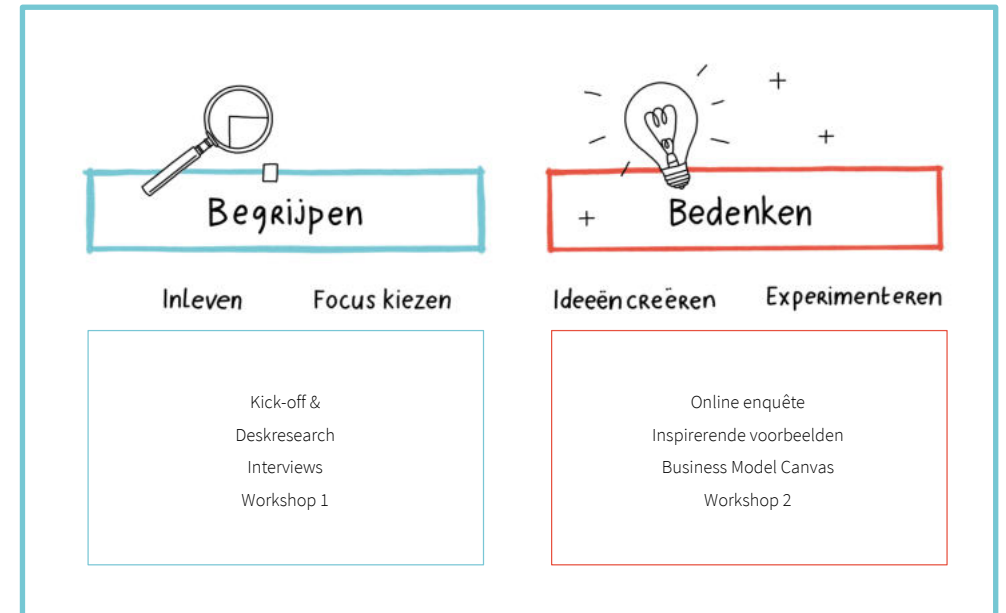 Begrijpen
Inleven Focus kiezen
Kick-off &
Deskresearch
Interviews
Workshop 1
Bedenken
Ideeën creëren Experimenteren
Online enquête
Inspirerende voorbeelden
Business Model Canvas
Workshop 2